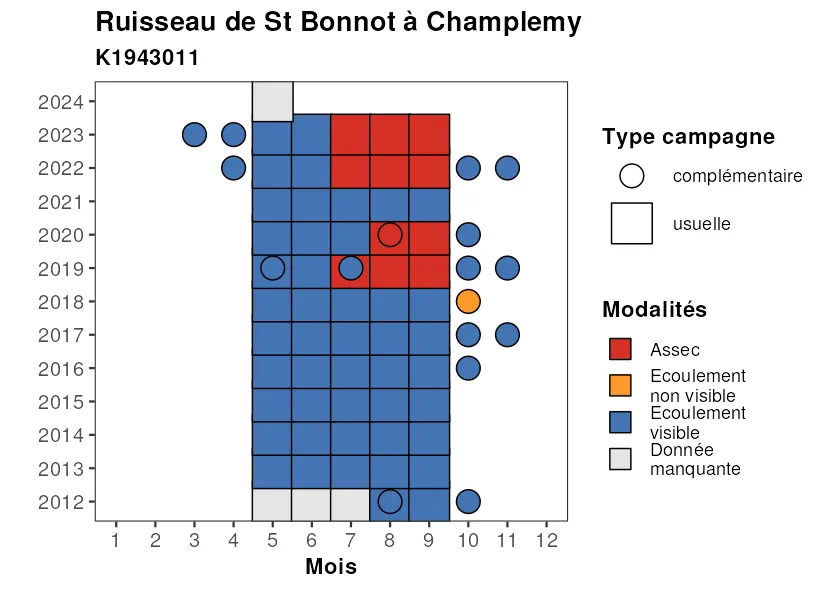 Ruisseau de St Bonnot à Champlemy
K1943011
2024
2023
2022
2021
2020
2019
2018
2017
2016
2015
2014
2013
2012
1 2 3 4 5 6 7 8 9 10 11 12
Mois
Type campagne
complémentaire
usuelle
Modalités
Assec
Ecoulement
non visible
Ecoulement
visible
Donnée
manquante